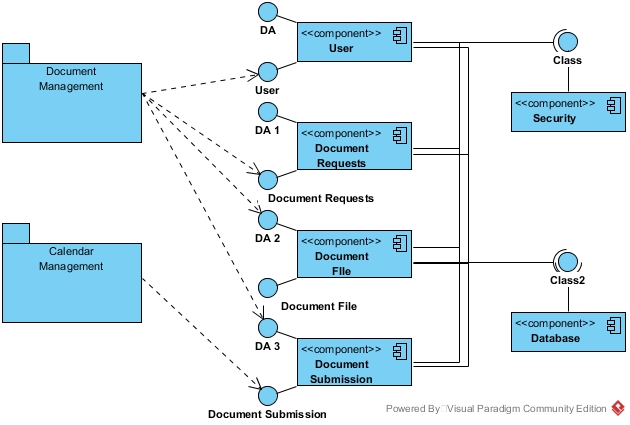 DA
<<component>>
User
Class
Document
Management
User
<<component>>
Security
DA 1
<<component>>
Document
Requests
Document Requests
DA 2
<<component>>
Document
FIle
Calendar
Management
Class2
Document File
<<component>>
Database
DA 3
<<component>>
Document
Submission
Document Submission
Powered By Visual Paradigm Community Edition